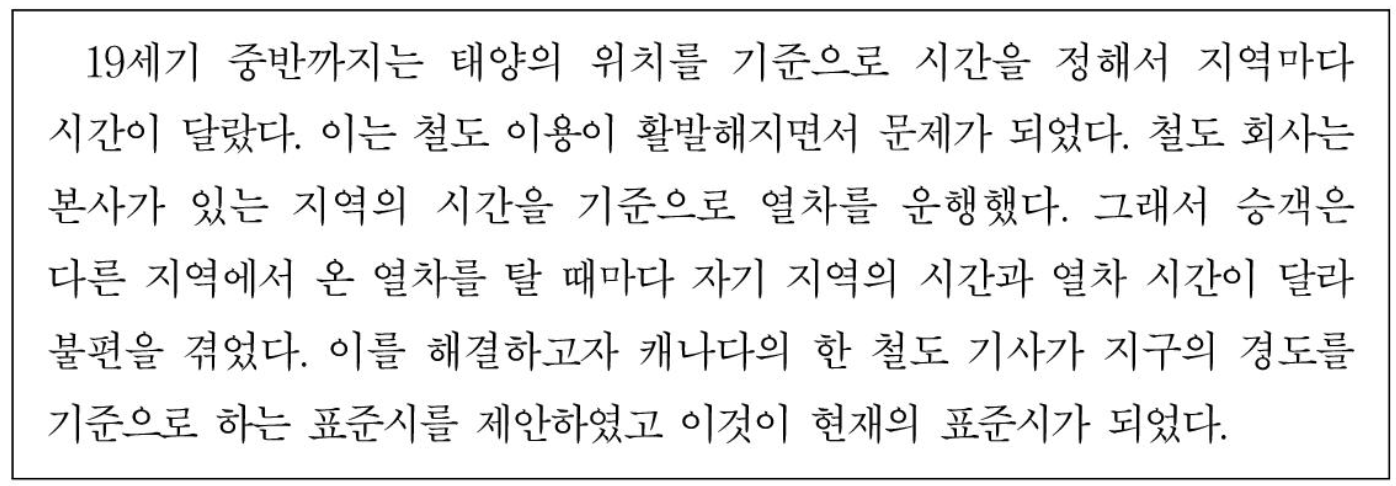 19세기 중반까지는 태양의 위치를 기준으로 시간을 정해서 지역마다
시간이 달랐다. 이는 철도 이용이 활발해지면서 문제가 되었다. 철도 회사는
본사가 있는 지역의 시간을 기준으로 열차를 운행했다. 그래서 승객은
다른 지역에서 온 열차를 탈 때마다 자기 지역의 시간과 열차 시간이 달라
불편을 겪었다. 이를 해결하고자 캐나다의 한 철도 기사가 지구의 경도를
기준으로 하는 표준시를 제안하였고 이것이 현재의 표준시가 되었다.